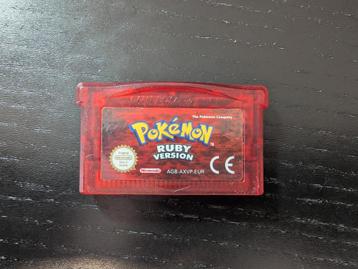 The Pokémon Company
POKéMON
RUBY
VERSION
Nintendo
CE
AGB-AXVP-EUR